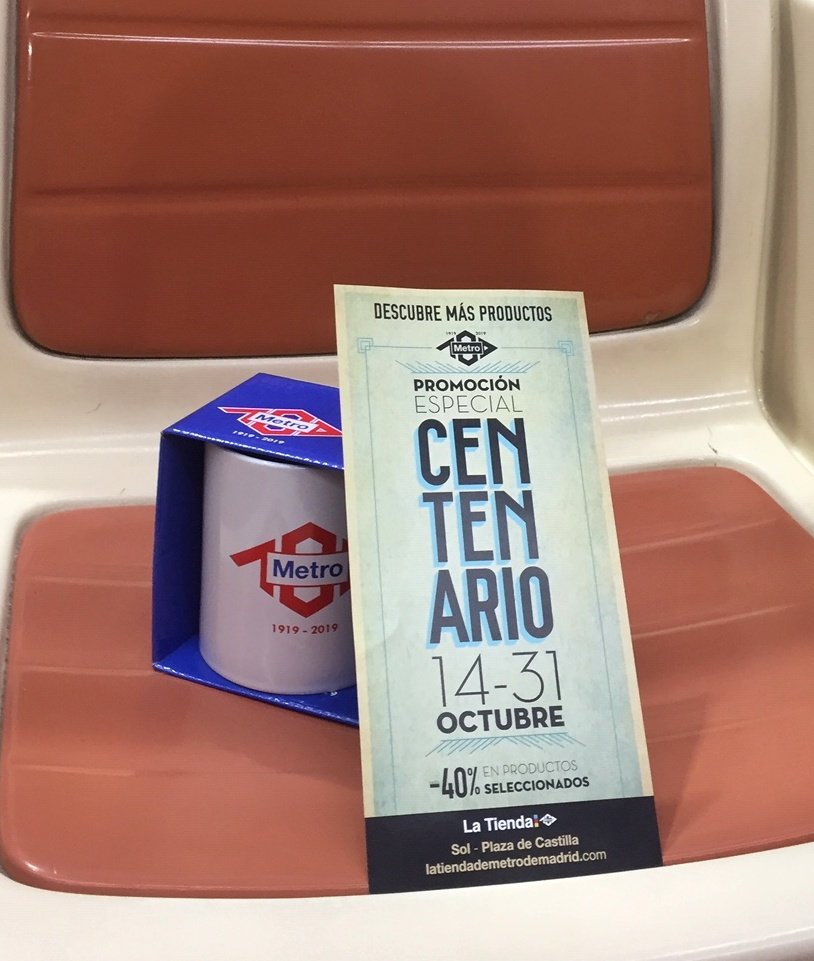 DESCUBRE MÁS PRODUCTOS
1919 2019
Metro
PROMOCIÓN
ESPECIAL
CEN
TEN
ARIO
14-31
OCTUBRE
-40% EN PRODUCTOS
SELECCIONADOS
La Tienda
Sol - Plaza de Castilla
latiendademetrodemadrid.com
Metro
1919 - 2019
Metro
1919 - 2019